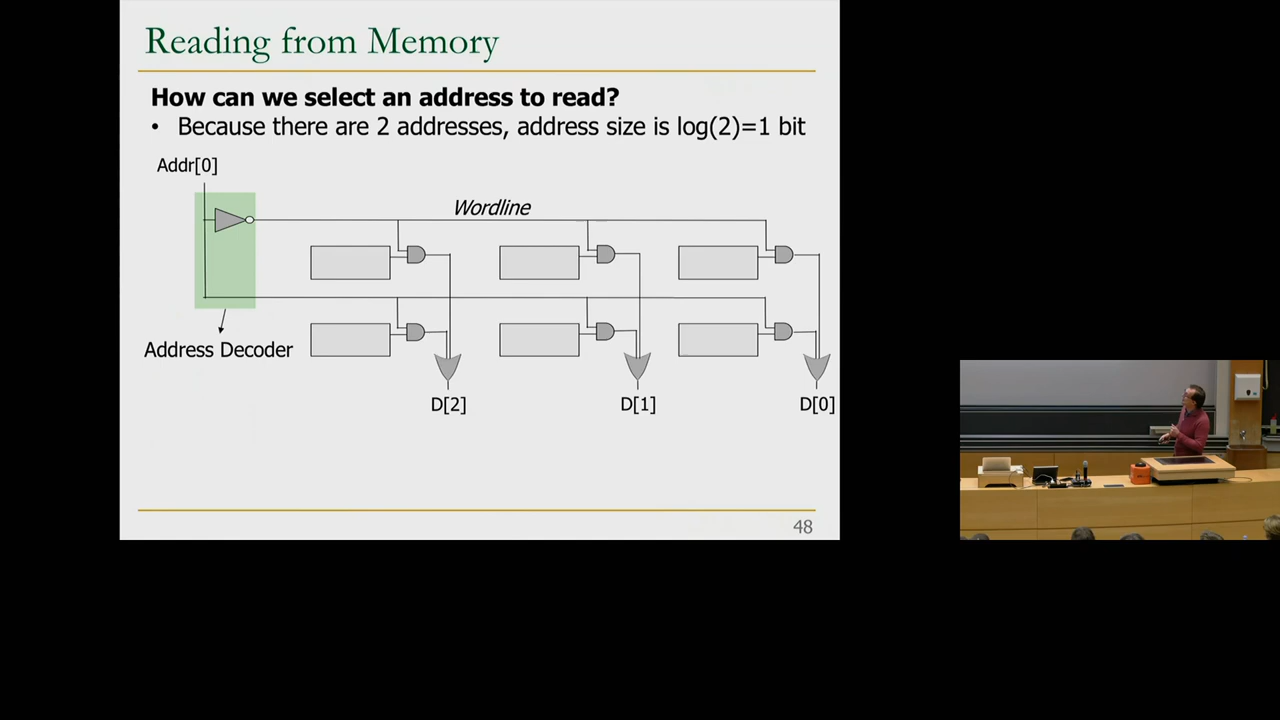 Reading from Memory
How can we select an address to read?
• Because there are 2 addresses, address size is log(2)=1 bit
Addr[0]
Wordline
Address Decoder
D[2]
D[1]
D[0]
48